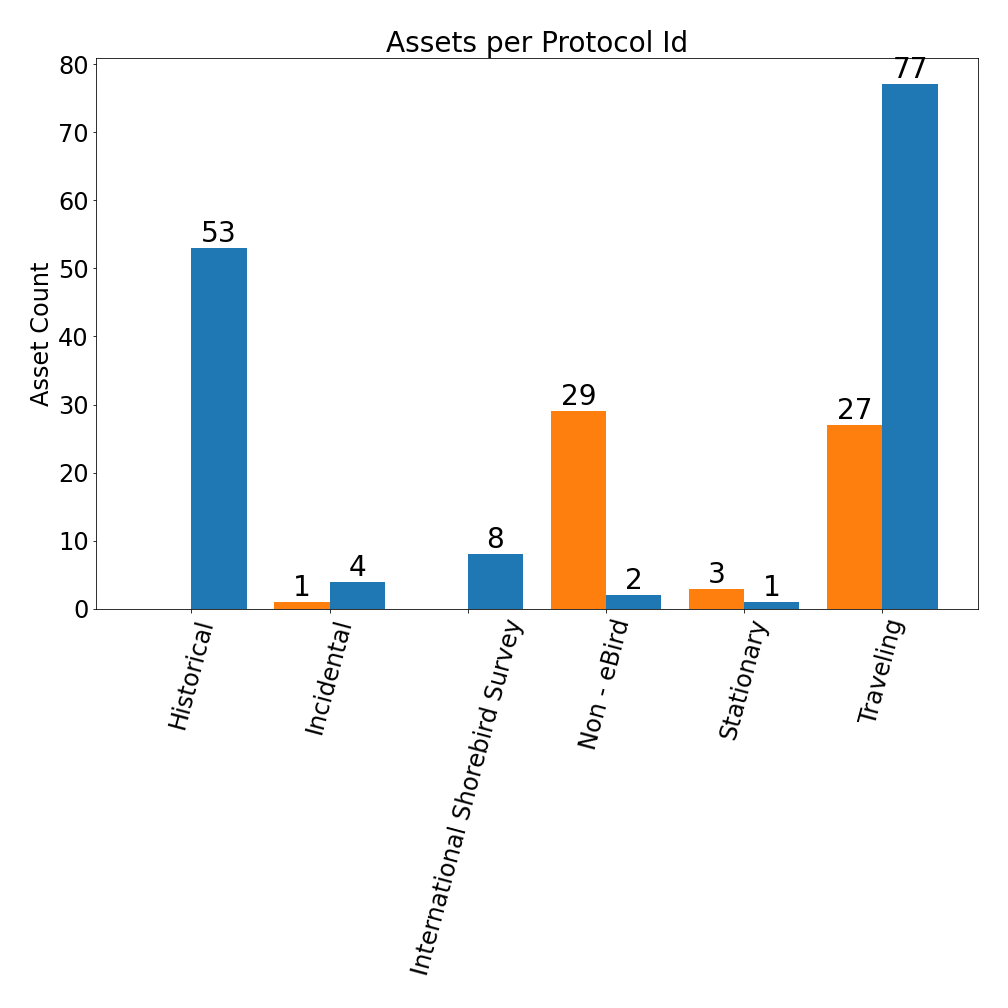 Assets per Protocol Id
Asset Count
80
70
60
50
40
30
20
10
0
53
1
4
8
29
2
3
1
27
77
Historical
Incidental
International Shorebird Survey
Non - eBird
Stationary
Traveling